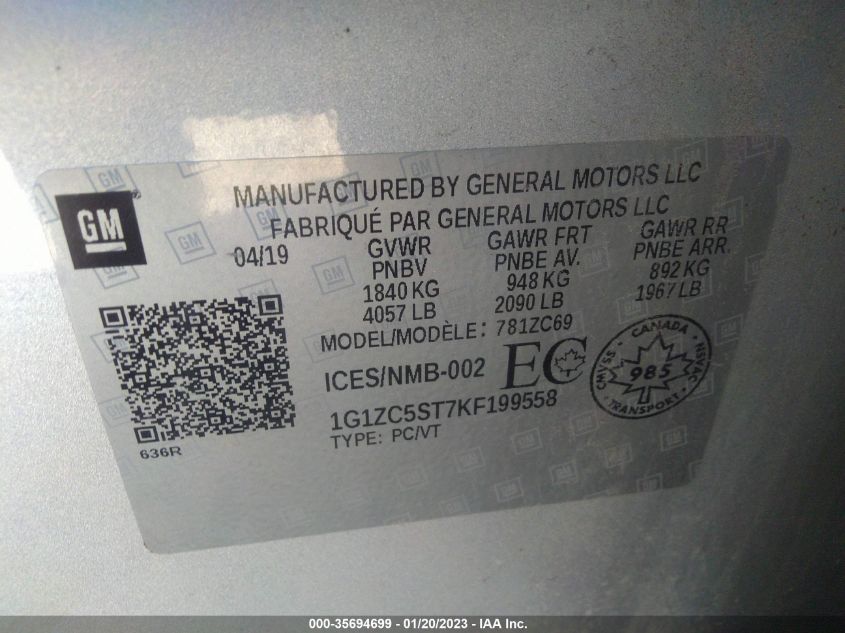 MANUFACTURED BY GENERAL MOTORS LLC
FABRIQUÉ PAR GENERAL MOTORS LLC
GM
04/19 GVWR GAWR FRT GAWR RR
PNBV PNBE AV. PNBE ARR.
1840 KG 948 KG 892 KG
4057 LB 2090 LB 1967 LB
MODEL/MODÈLE: 781ZC69
ICES/NMB-002 EC
CANADA
CMVSS 985 NSVAC
TRANSPORT
1G1ZC5ST7KF199558
TYPE: PC/VT
636R
000-35694699 - 01/20/2023 - IAA Inc.